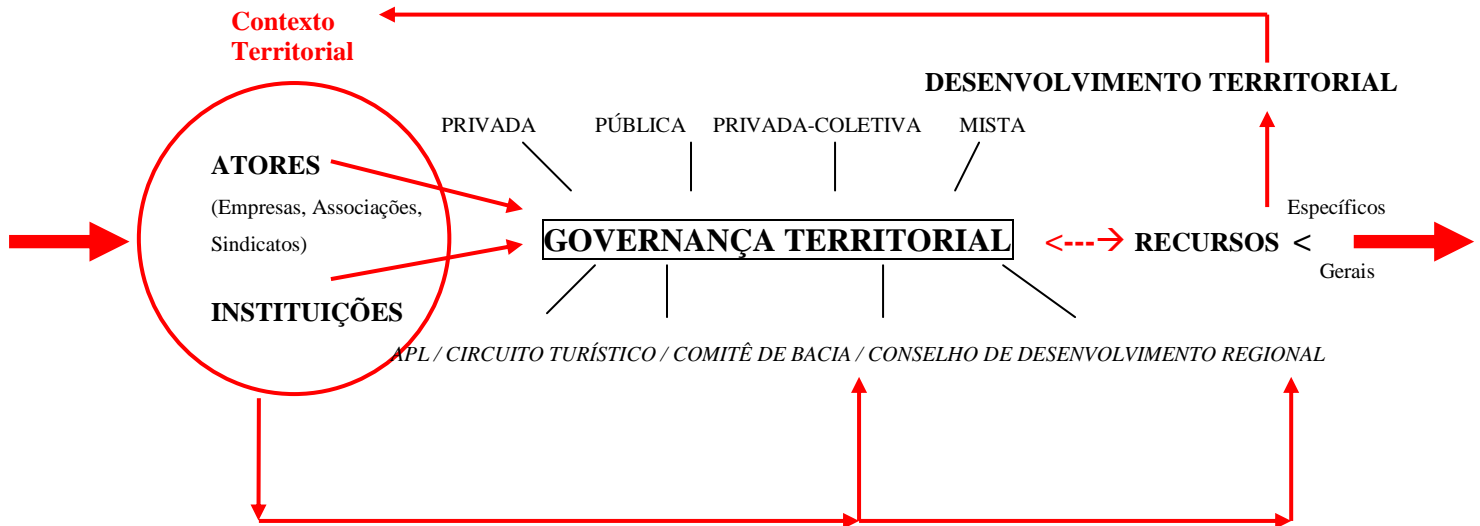 Contexto
Territorial
DESENVOLVIMENTO TERRITORIAL
PRIVADA PÚBLICA PRIVADA-COLETIVA MISTA
ATORES
(Empresas, Associações,
Sindicatos)
INSTITUIÇÕES
GOVERNANÇA TERRITORIAL
<---→ RECURSOS <
Específicos
Gerais
APL / CIRCUITO TURÍSTICO / COMITÊ DE BACIA / CONSELHO DE DESENVOLVIMENTO REGIONAL